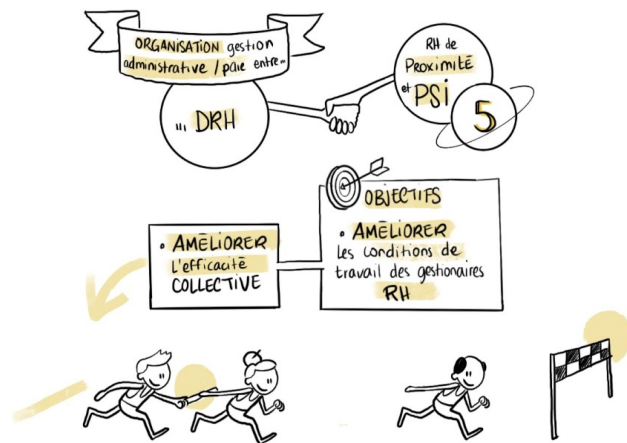 ORGANISATION gestion
administrative / paie entre...
... DRH
RH de
PROXIMITÉ
et PSI
5
OBJECTIFS
• AMÉLIORER
l'efficacité
COLLECTIVE
• AMÉLIORER
les conditions de
travail des gestionaires
RH